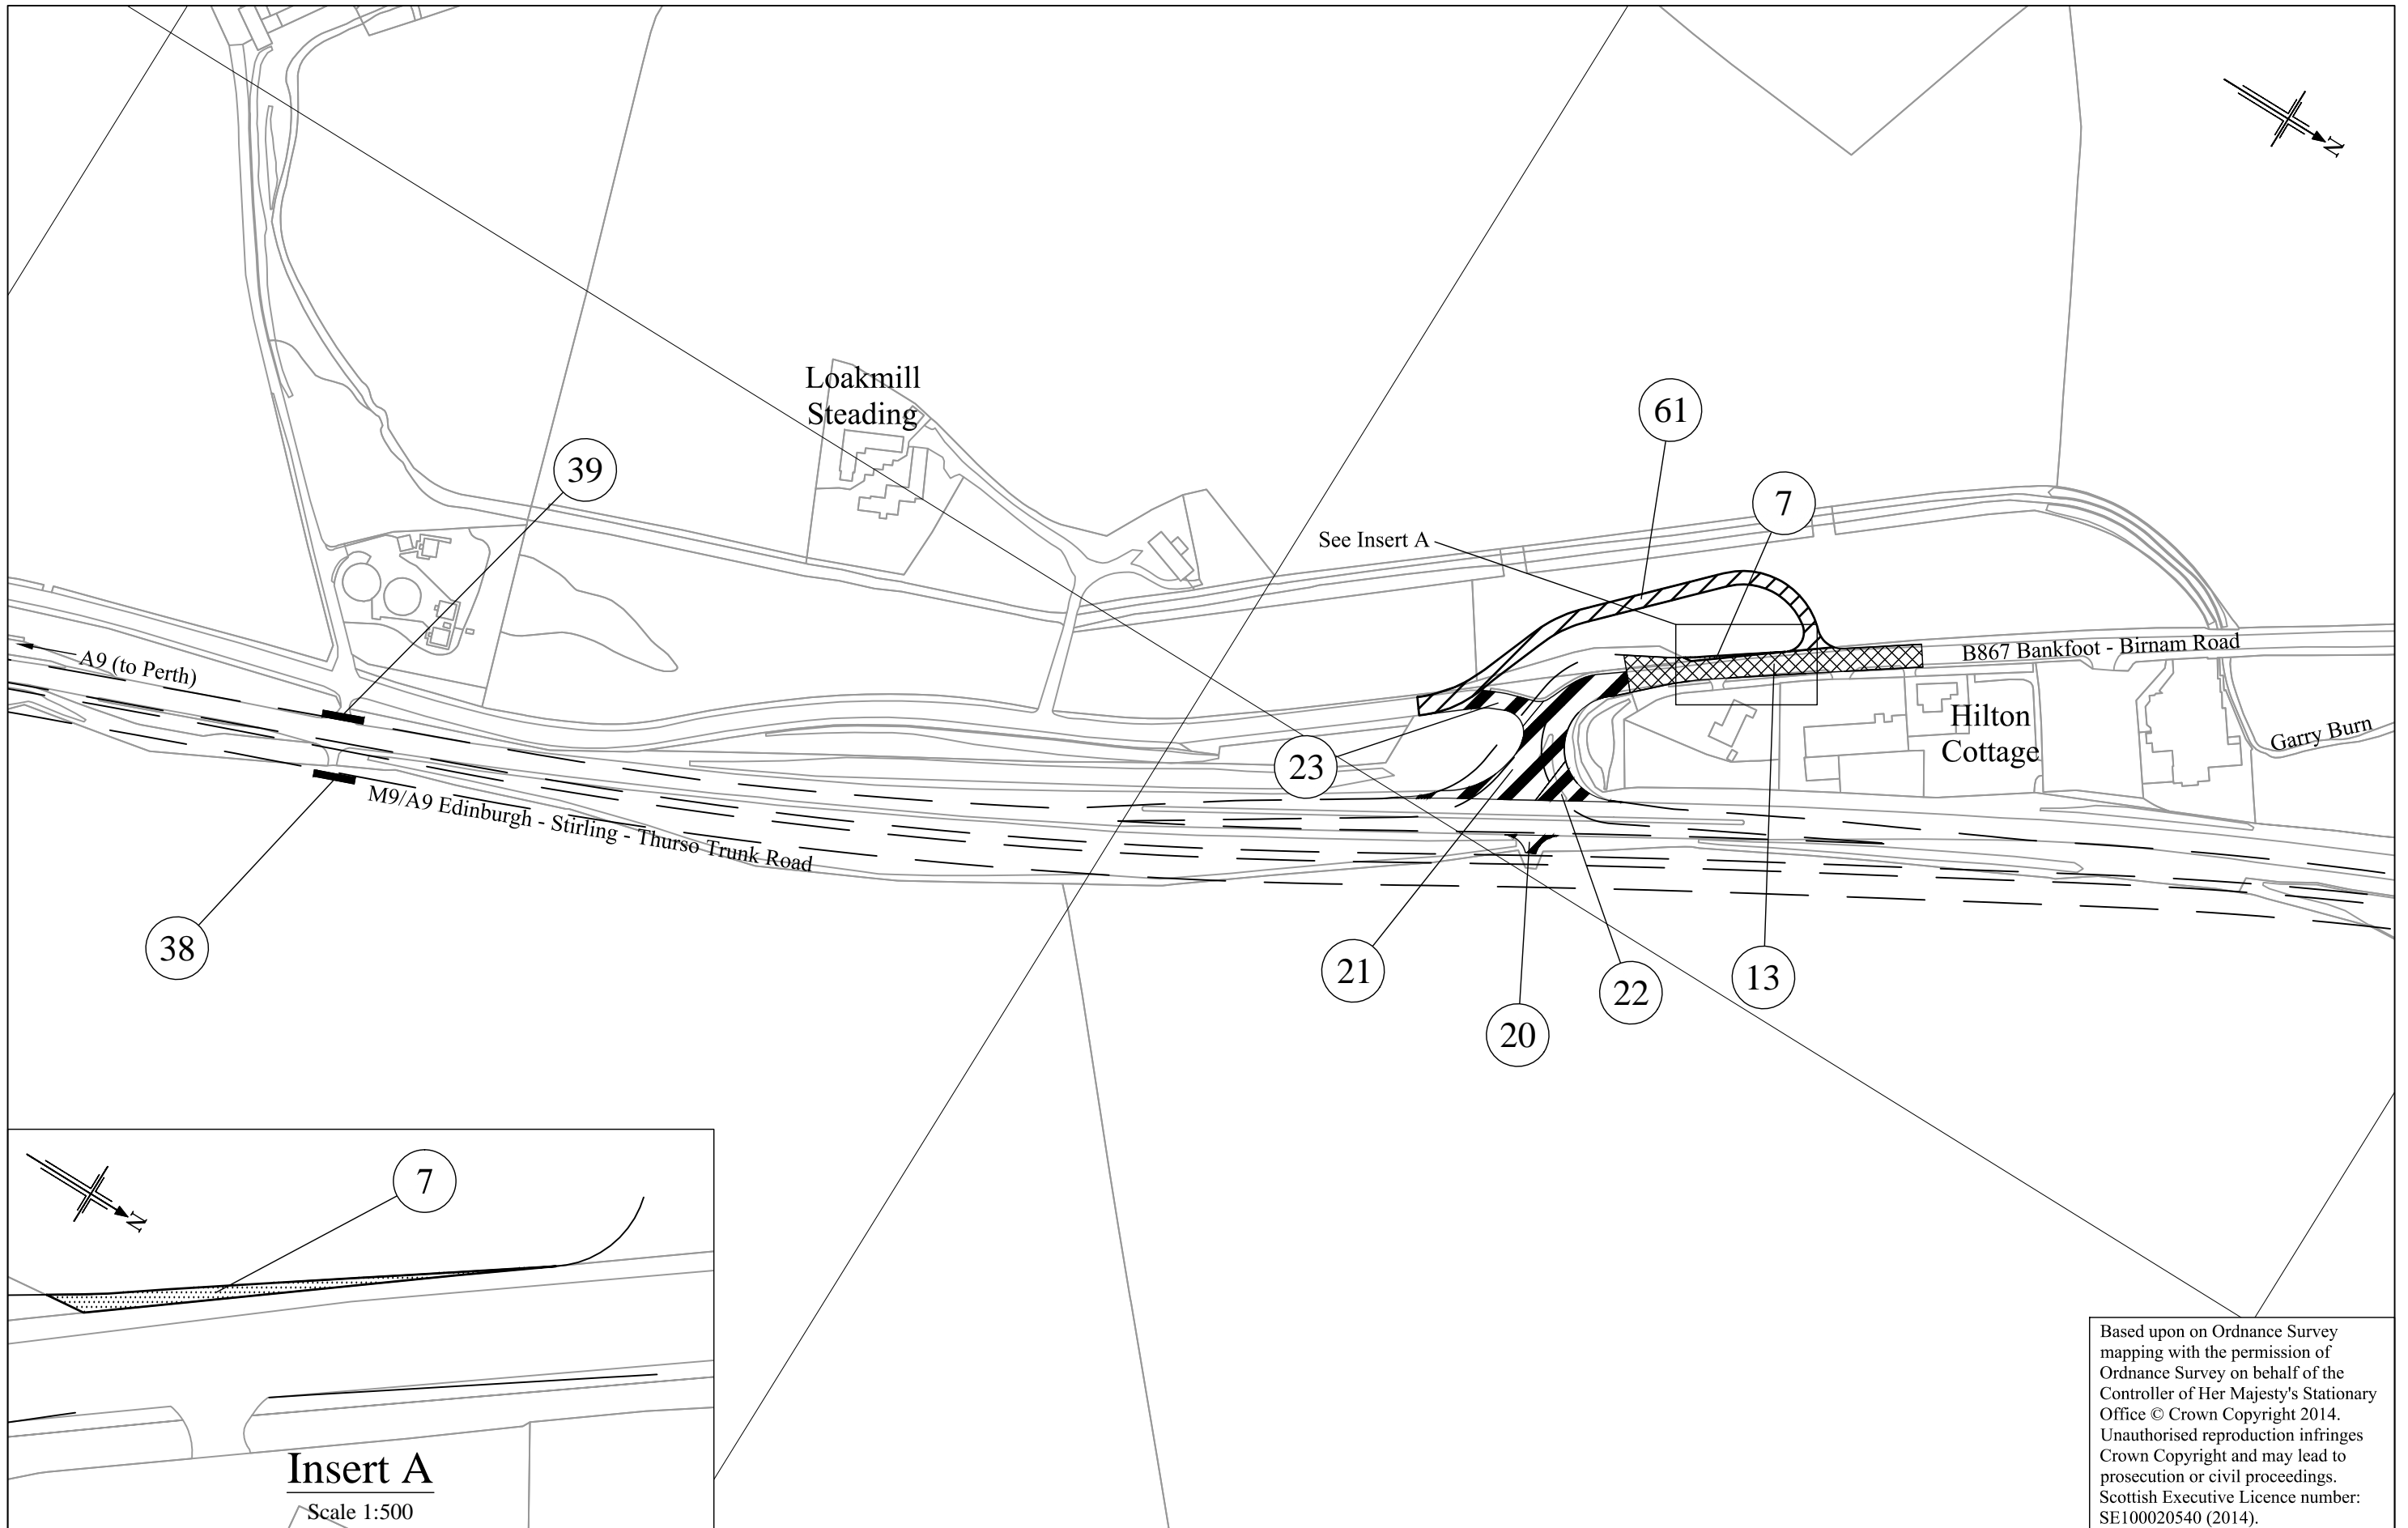 N
Loakmill
Steading
61
39
7
See Insert A
B867 Bankfoot - Birnam Road
A9 (to Perth)
Hilton
Cottage
Garry Burn
23
M9/A9 Edinburgh - Stirling - Thurso Trunk Road
38
21
22
13
20
7
N
Insert A
Scale 1:500
Based upon on Ordnance Survey
mapping with the permission of
Ordnance Survey on behalf of the
Controller of Her Majesty's Stationary
Office © Crown Copyright 2014.
Unauthorised reproduction infringes
Crown Copyright and may lead to
prosecution or civil proceedings.
Scottish Executive Licence number:
SE100020540 (2014).